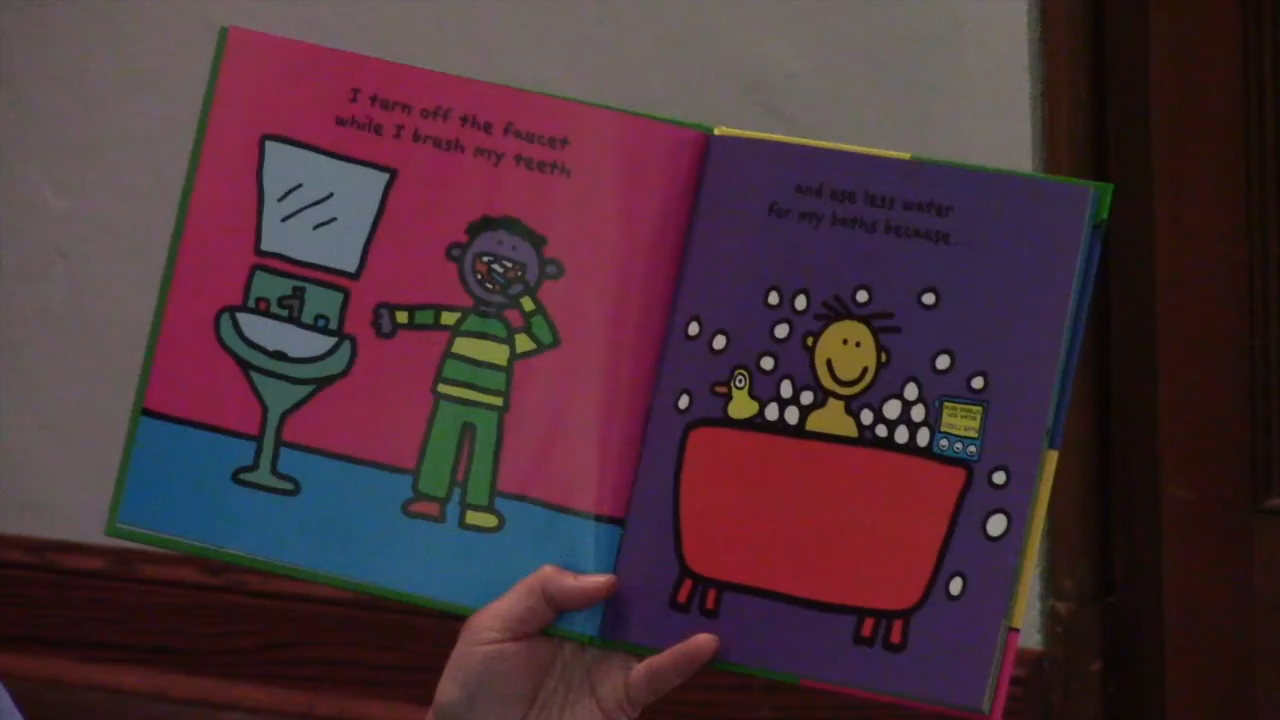 I turn off the faucet
while I brush my teeth
and use less water
for my baths because...